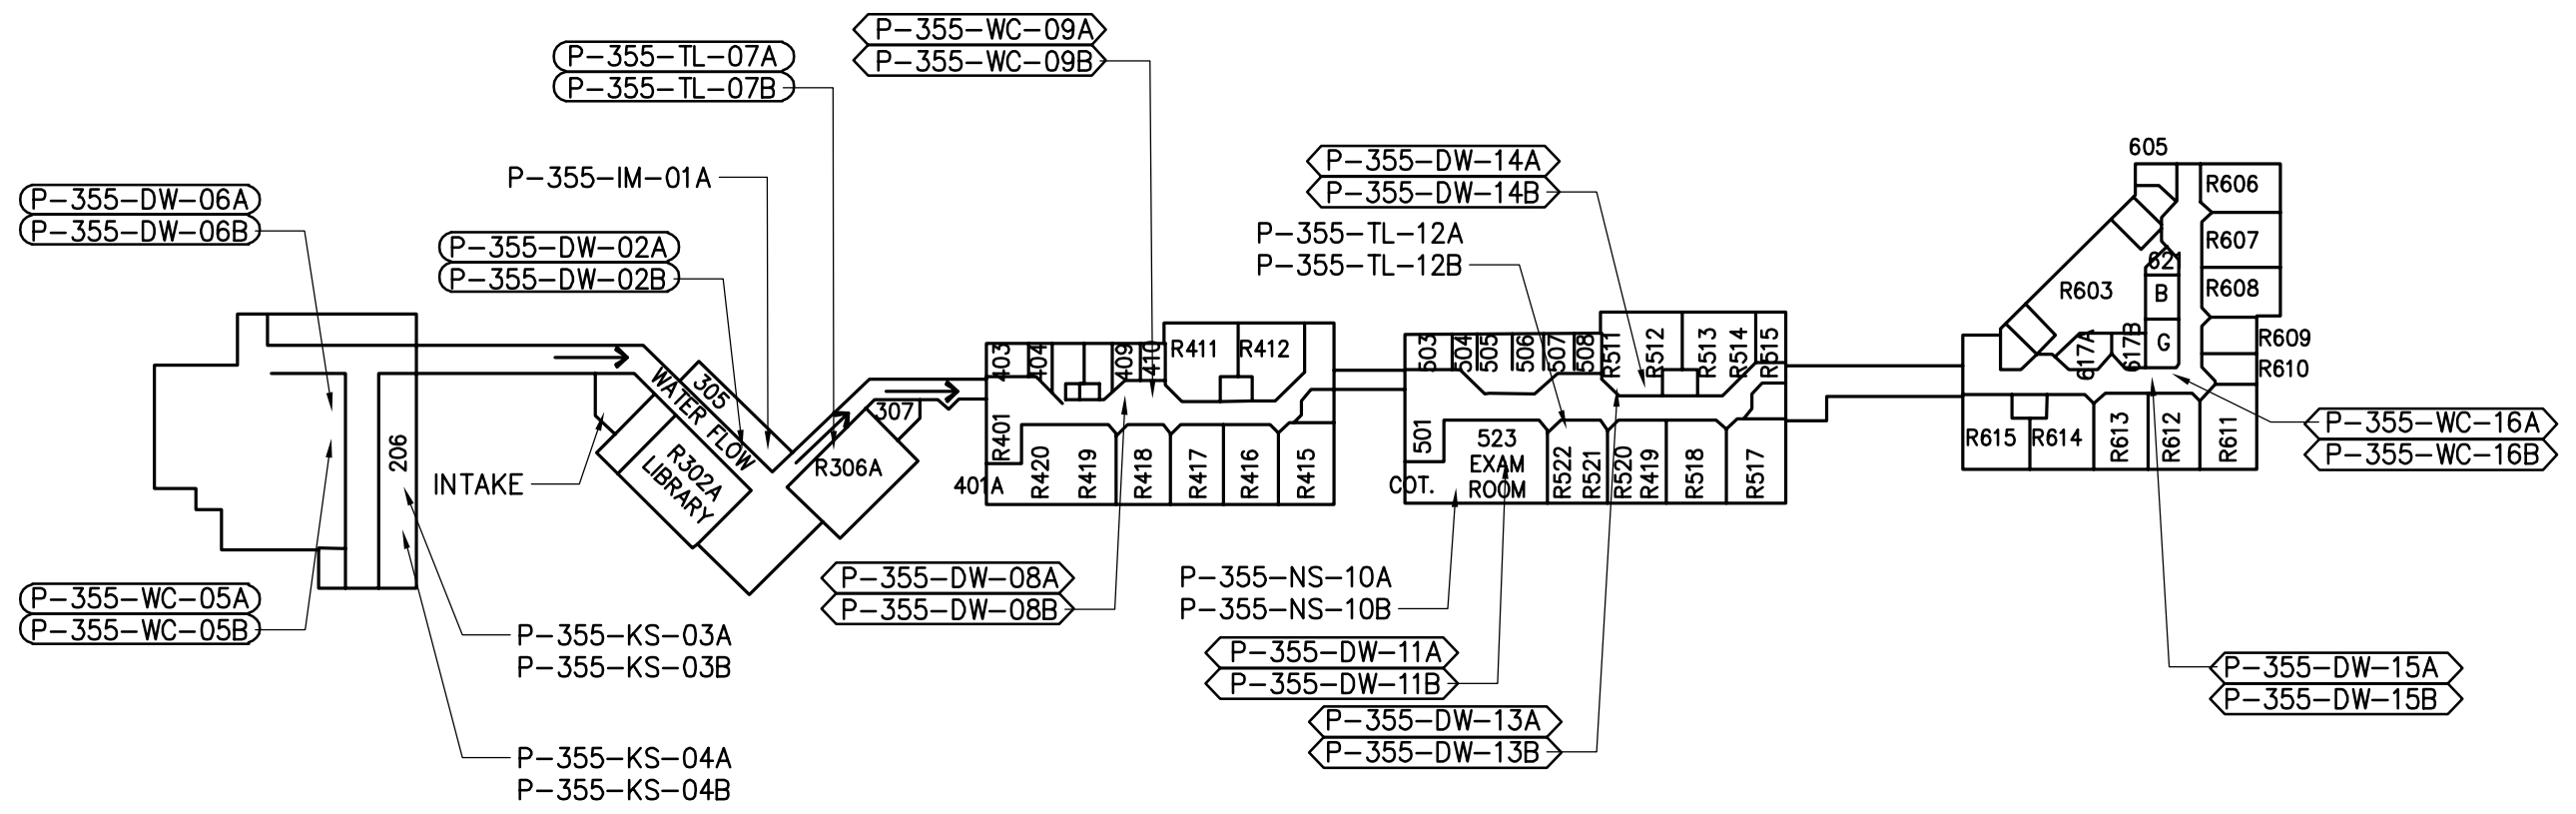 P-355-WC-09A
P-355-WC-09B
P-355-TL-07A
P-355-TL-07B
P-355-IM-01A
P-355-DW-06A
P-355-DW-06B
P-355-DW-02A
P-355-DW-02B
P-355-DW-14A
P-355-DW-14B
P-355-TL-12A
P-355-TL-12B
605
R606
R607
621
R608
R603
B
G
617A
617B
R609
R610
R615
R614
R613
R612
R611
206
INTAKE
305
WATER FLOW
R302A
LIBRARY
R306A
307
403
404
409
410
R411
R412
R401
401A
R420
R419
R418
R417
R416
R415
503
504
505
506
507
508
R511
R512
R513
R514
R515
501
COT.
523
EXAM
ROOM
R522
R521
R520
R419
R518
R517
P-355-WC-16A
P-355-WC-16B
P-355-WC-05A
P-355-WC-05B
P-355-KS-03A
P-355-KS-03B
P-355-DW-08A
P-355-DW-08B
P-355-NS-10A
P-355-NS-10B
P-355-DW-11A
P-355-DW-11B
P-355-DW-13A
P-355-DW-13B
P-355-DW-15A
P-355-DW-15B
P-355-KS-04A
P-355-KS-04B